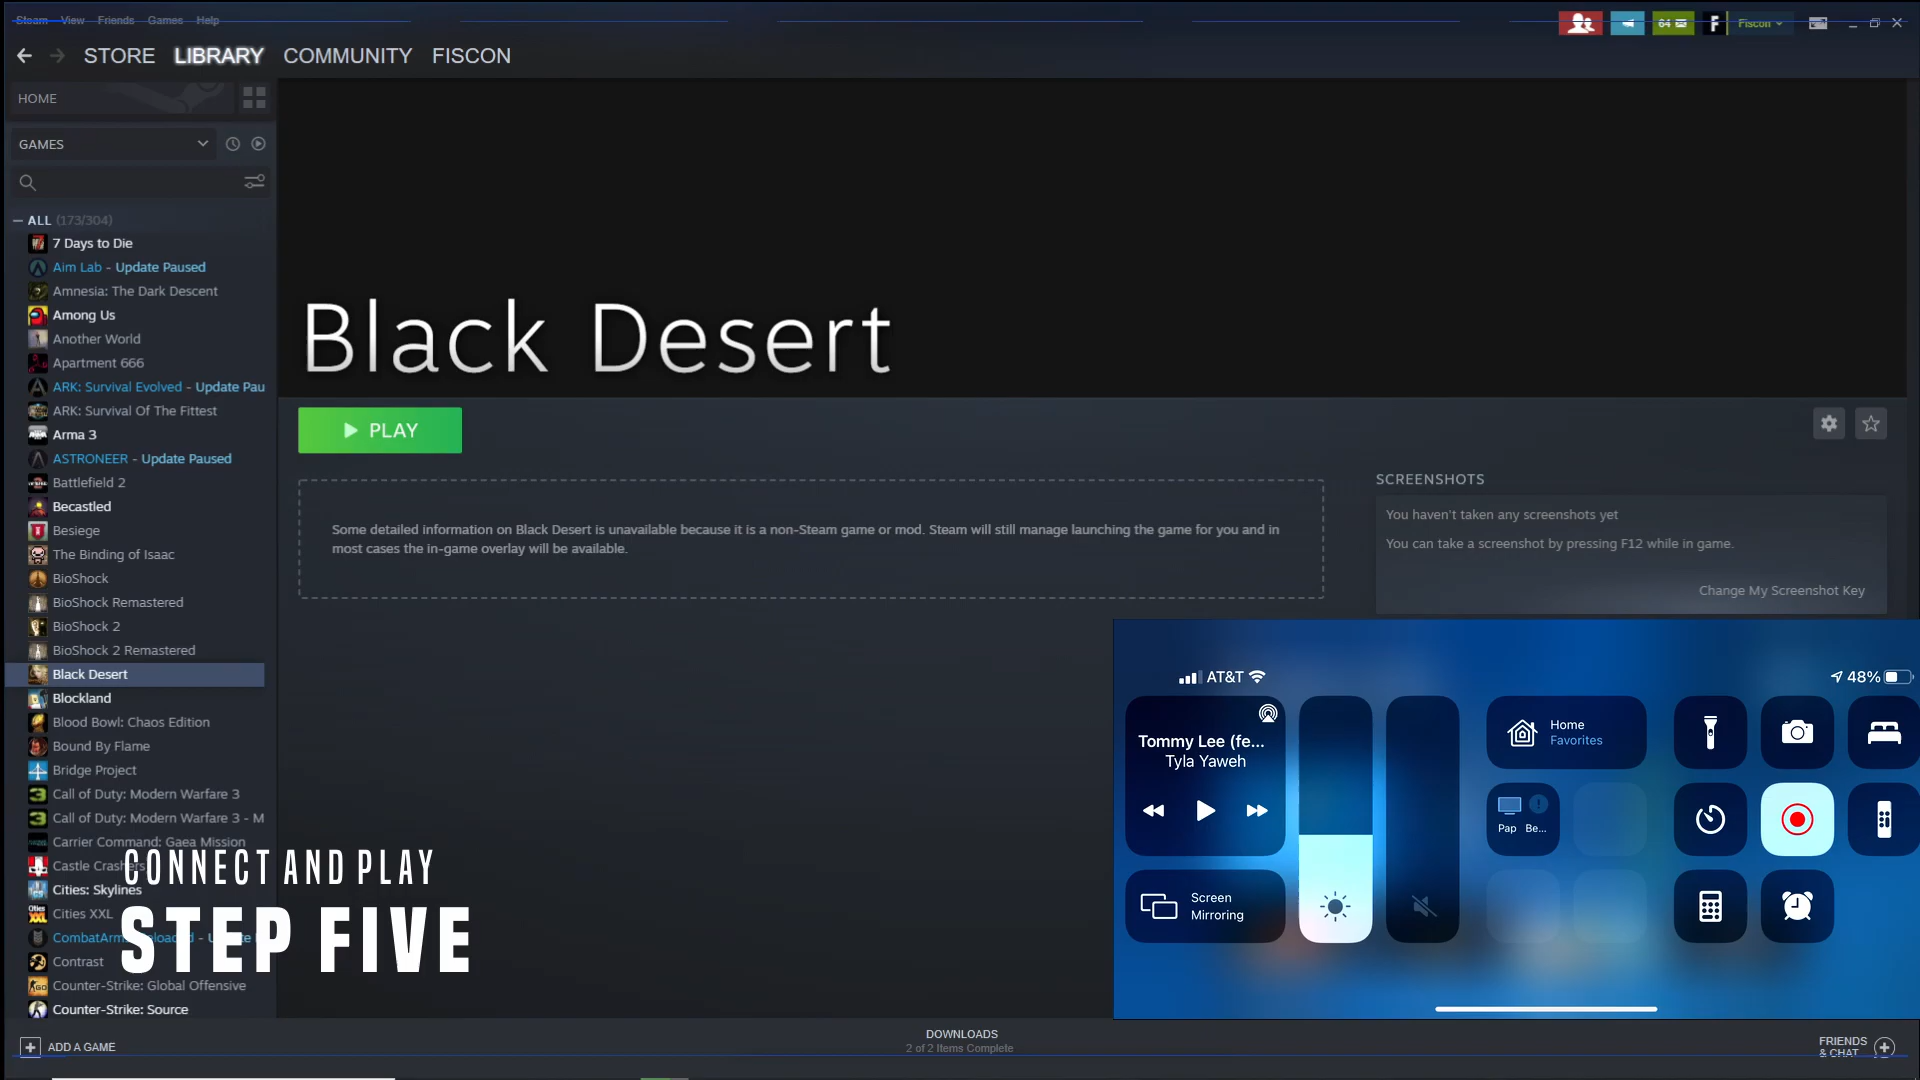 Steam View Friends Games Help
64
Fiscon
STORE LIBRARY COMMUNITY FISCON
HOME
GAMES
ALL (173/304)
7 Days to Die
Aim Lab - Update Paused
Amnesia: The Dark Descent
Among Us
Another World
Apartment 666
ARK: Survival Evolved - Update Pau
ARK: Survival Of The Fittest
Arma 3
ASTRONEER - Update Paused
Battlefield 2
Becastled
Besiege
The Binding of Isaac
BioShock
BioShock Remastered
BioShock 2
BioShock 2 Remastered
Black Desert
Blockland
Blood Bowl: Chaos Edition
Bound By Flame
Bridge Project
Call of Duty: Modern Warfare 3
Call of Duty: Modern Warfare 3 - M
Carrier Command: Gaea Mission
Castle Crashers
Cities: Skylines
Cities XXL
Contrast
Counter-Strike: Global Offensive
Counter-Strike: Source
ADD A GAME
Black Desert
PLAY
Some detailed information on Black Desert is unavailable because it is a non-Steam game or mod. Steam will still manage launching the game for you and in
most cases the in-game overlay will be available.
SCREENSHOTS
You haven't taken any screenshots yet
You can take a screenshot by pressing F12 while in game.
Change My Screenshot Key
AT&T
48%
Tommy Lee (fe...
Tyla Yaweh
Home
Favorites
Pap Be...
Screen
Mirroring
CONNECT AND PLAY
STEP FIVE
DOWNLOADS
2 of 2 Items Complete
FRIENDS
& CHAT